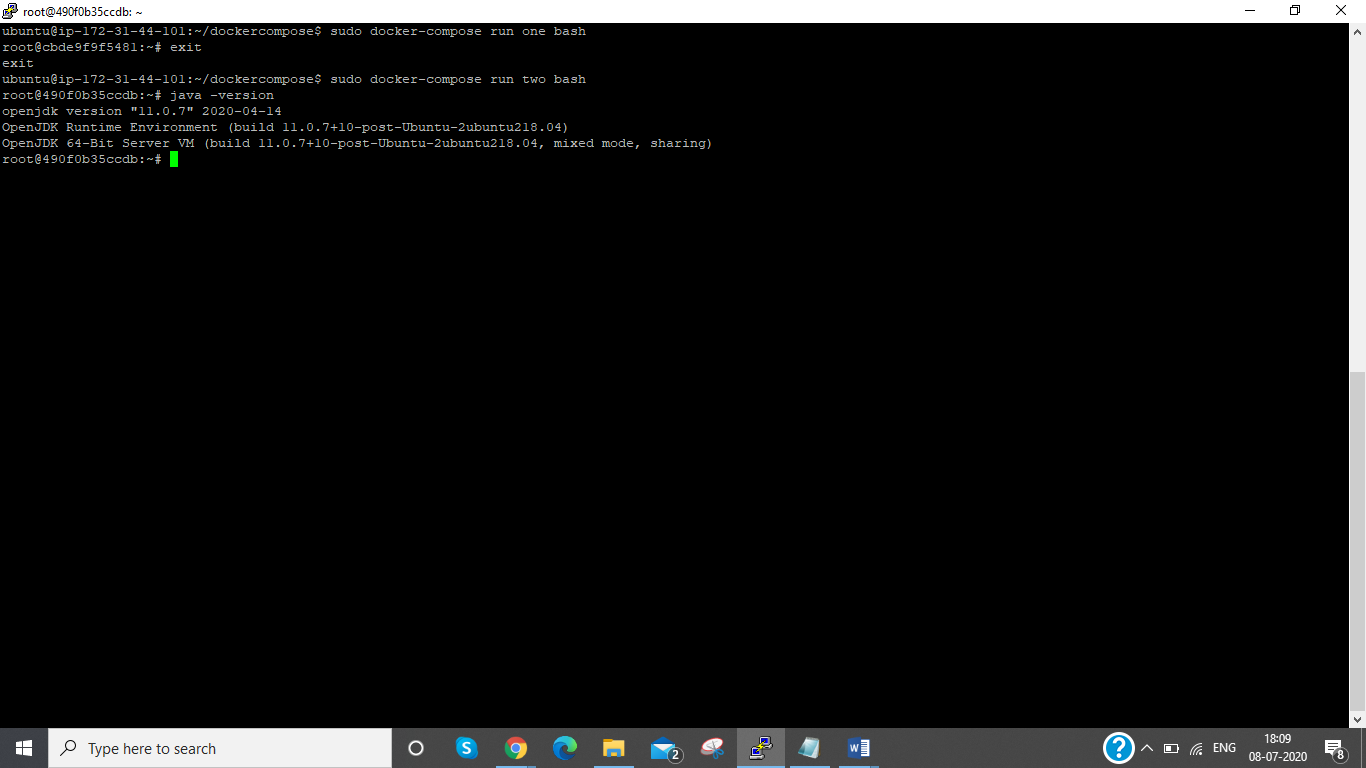 root@490f0b35ccdb: ~
ubuntu@ip-172-31-44-101:~/dockercompose$ sudo docker-compose run one bash
root@cbde9f9f5481:~# exit
exit
ubuntu@ip-172-31-44-101:~/dockercompose$ sudo docker-compose run two bash
root@490f0b35ccdb:~# java -version
openjdk version "11.0.7" 2020-04-14
OpenJDK Runtime Environment (build 11.0.7+10-post-Ubuntu-2ubuntu218.04)
OpenJDK 64-Bit Server VM (build 11.0.7+10-post-Ubuntu-2ubuntu218.04, mixed mode, sharing)
root@490f0b35ccdb:~#
Type here to search
2
ENG
18:09
08-07-2020
8